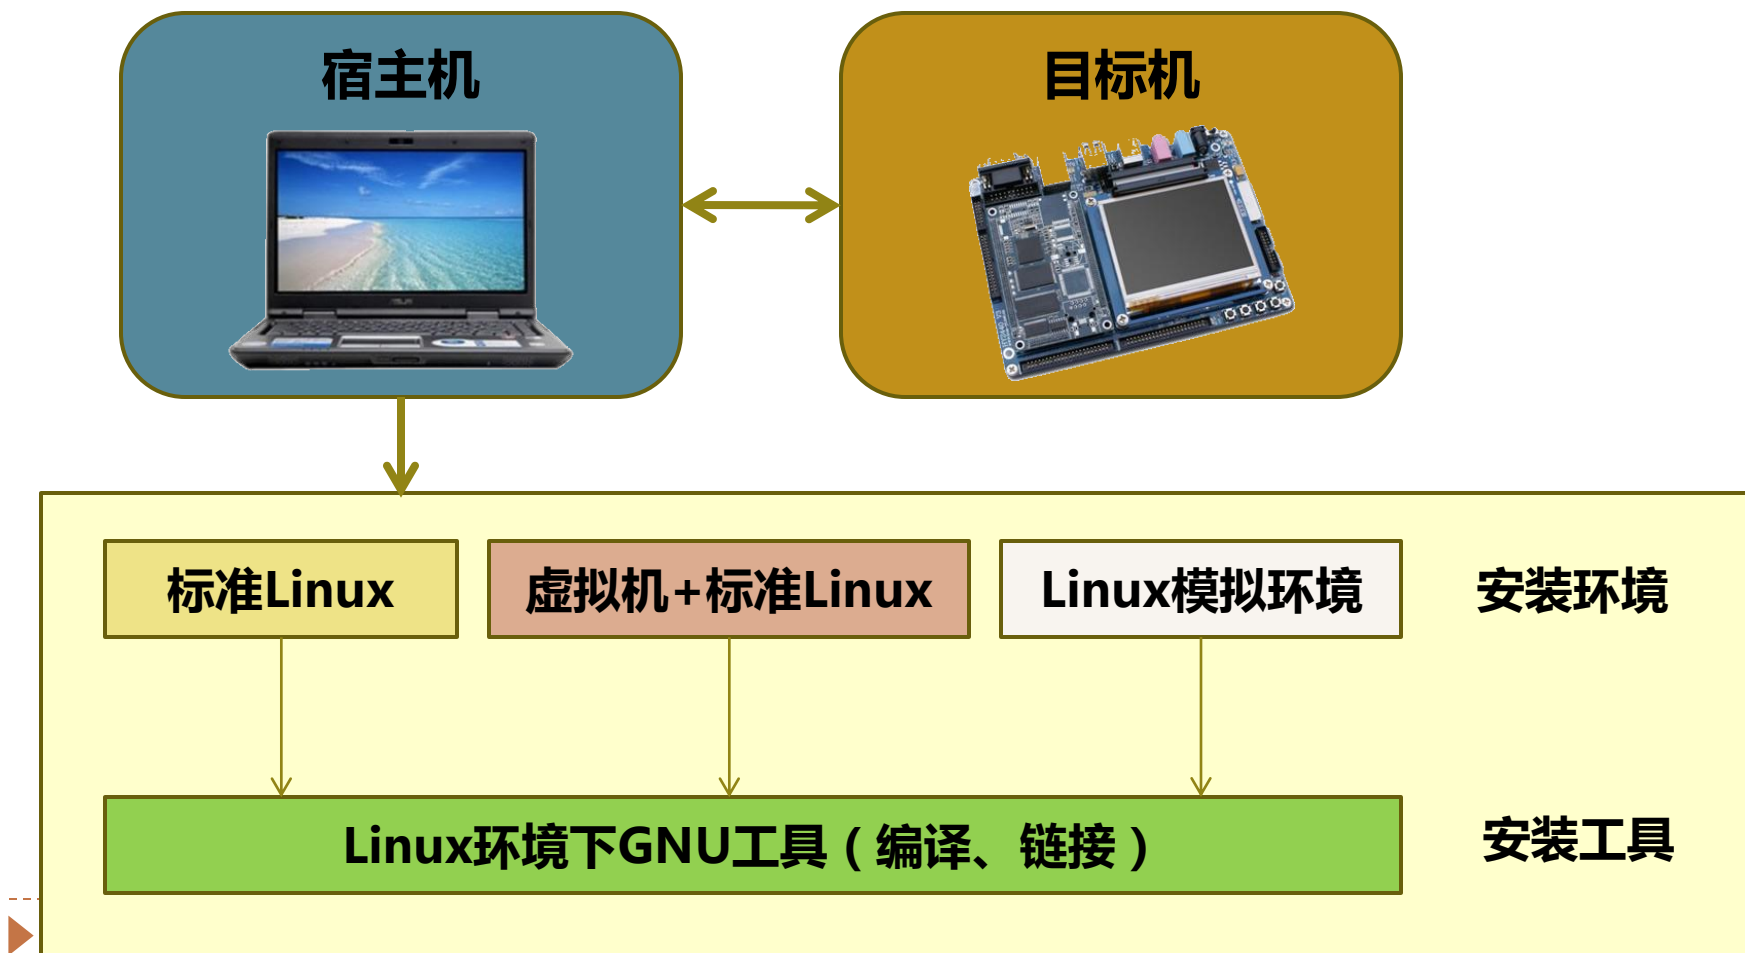 宿主机
目标机
标准Linux
虚拟机+标准Linux
Linux模拟环境
安装环境
Linux环境下GNU工具（编译、链接）
安装工具